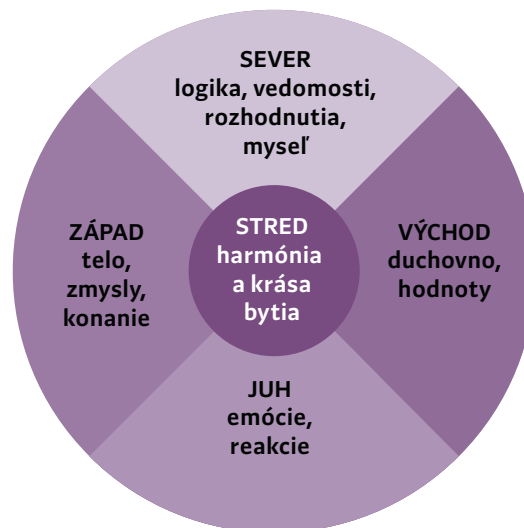 SEVER
logika, vedomosti,
rozhodnutia,
myseľ
ZÁPAD
telo,
zmysly,
konanie
STRED
harmónia
a krása
bytia
VÝCHOD
duchovno,
hodnoty
JUH
emócie,
reakcie